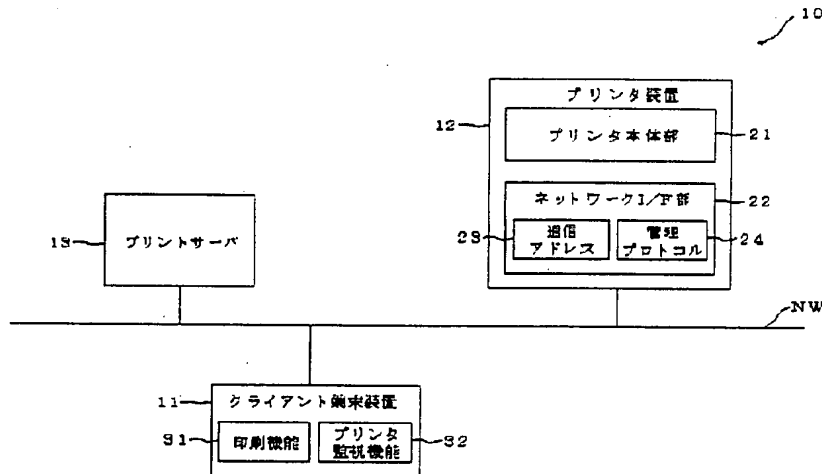 10
プリンタ装置
12
プリンタ本体部
21
ネットワークI/F部
22
23
通信
アドレス
管理
プロトコル
24
13
プリントサーバ
NW
11
クライアント端末装置
31
印刷機能
プリンタ
監視機能
32